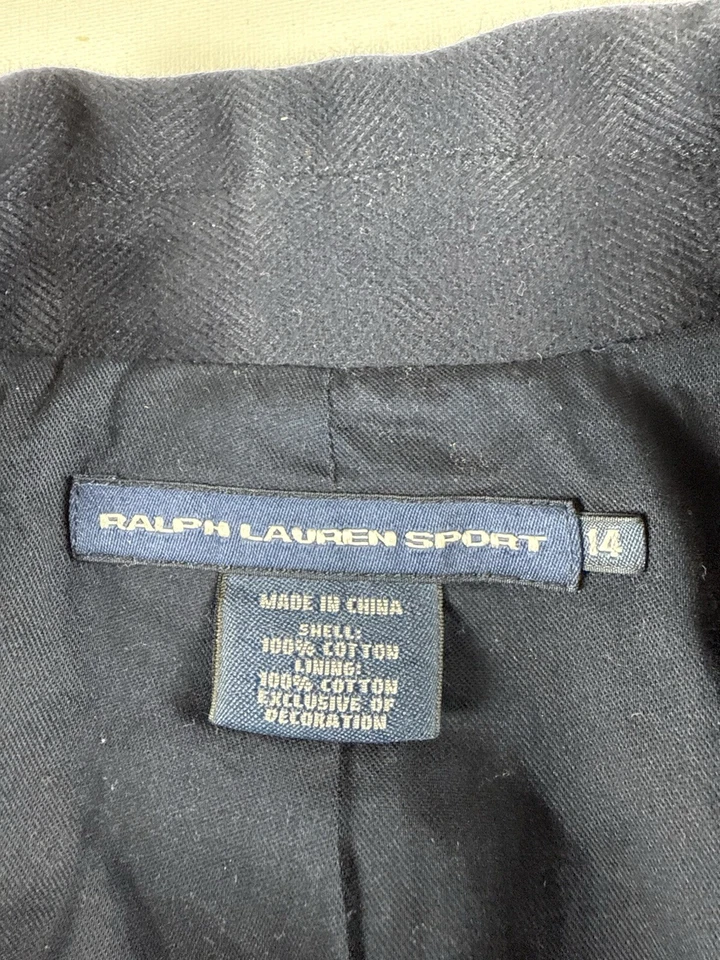 RALPH LAUREN SPORT
14
MADE IN CHINA
SHELL:
100% COTTON
LINING:
100% COTTON
EXCLUSIVE OF
DECORATION